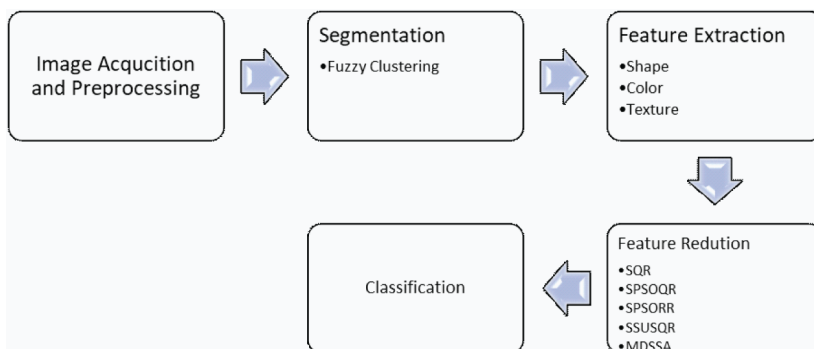 Image Acqucition
and Preprocessing
Segmentation
•Fuzzy Clustering
Feature Extraction
•Shape
•Color
•Texture
Feature Redution
•SQR
•SPSOQR
•SPSORR
•SSUSQR
•MDSSA
Classification